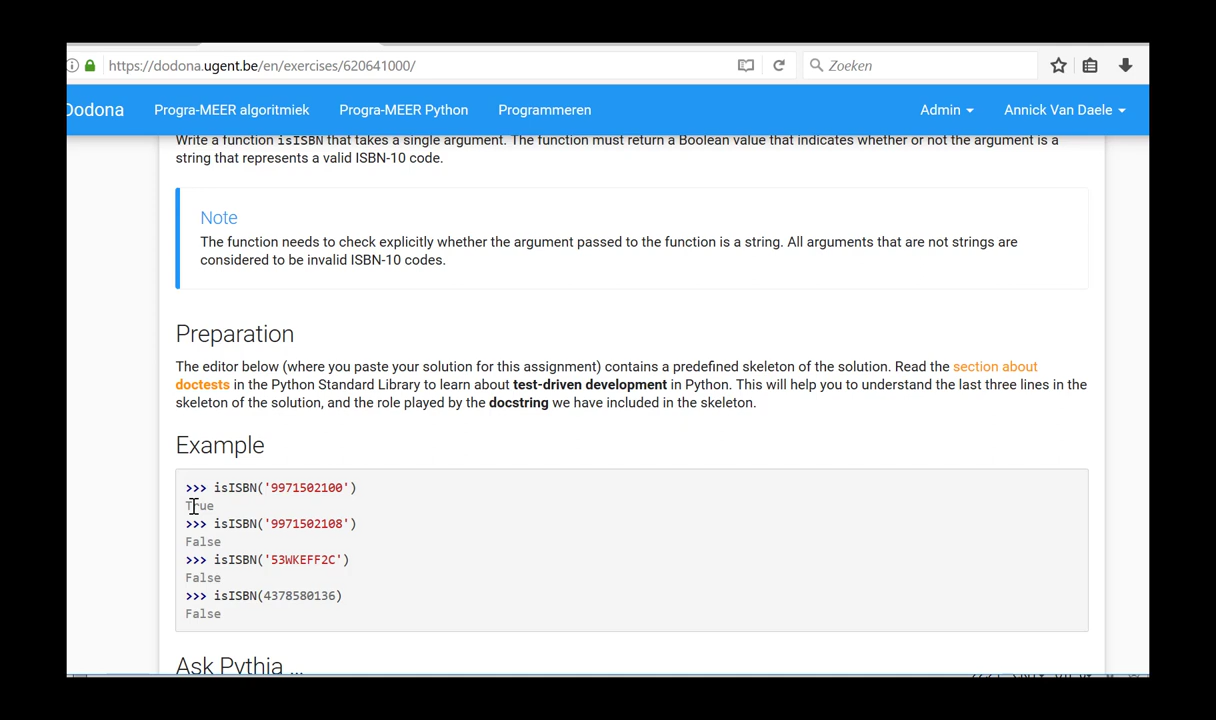 https://dodona.ugent.be/en/exercises/620641000/
Zoeken
Dodona Progra-MEER algoritmiek Progra-MEER Python Programmeren Admin Annick Van Daele
Write a function isISBN that takes a single argument. The function must return a Boolean value that indicates whether or not the argument is a
string that represents a valid ISBN-10 code.
Note
The function needs to check explicitly whether the argument passed to the function is a string. All arguments that are not strings are
considered to be invalid ISBN-10 codes.
Preparation
The editor below (where you paste your solution for this assignment) contains a predefined skeleton of the solution. Read the section about
doctests in the Python Standard Library to learn about test-driven development in Python. This will help you to understand the last three lines in the
skeleton of the solution, and the role played by the docstring we have included in the skeleton.
Example
>>> isISBN('9971502100')
True
>>> isISBN('9971502108')
False
>>> isISBN('53WKEFF2C')
False
>>> isISBN(4378580136)
False
Ask Pythia ...